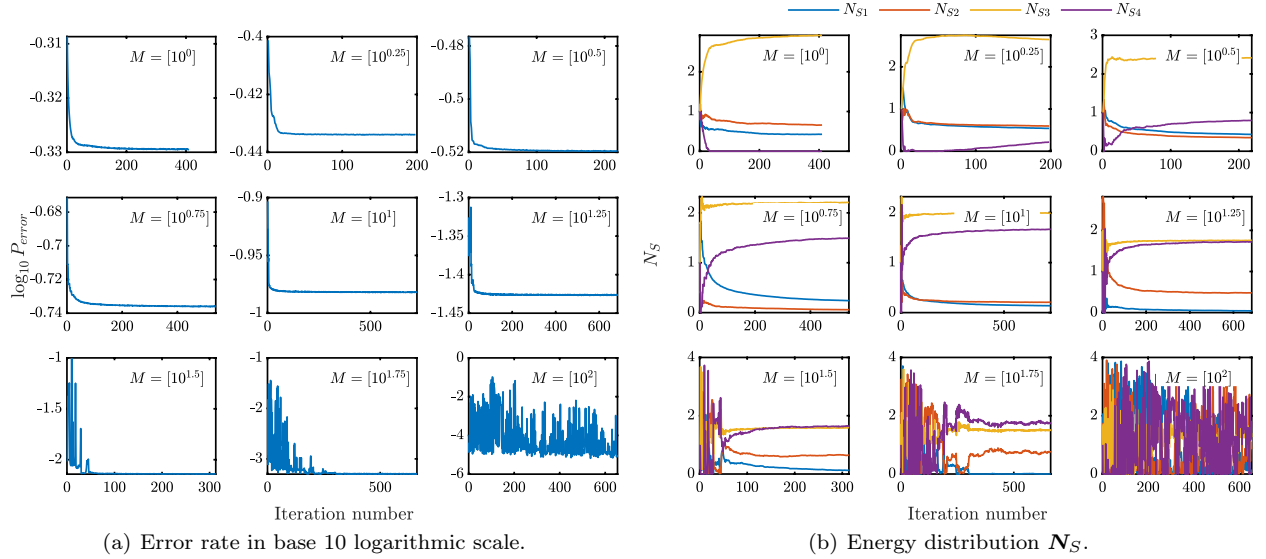 N_S1 N_S2 N_S3 N_S4
−0.31 −0.32 −0.33 M = [10^0] 0 200 400
−0.4 −0.42 −0.44 M = [10^0.25] 0 100 200
−0.48 −0.5 −0.52 M = [10^0.5] 0 100 200
−0.68 −0.7 −0.72 −0.74 M = [10^0.75] 0 200 400
−0.9 −0.95 −1 M = [10^1] 0 500
−1.3 −1.35 −1.4 −1.45 M = [10^1.25] 0 200 400 600
−1 −1.5 −2 M = [10^1.5] 0 100 200 300
−1 −2 −3 M = [10^1.75] 0 500
0 −2 −4 −6 M = [10^2] 0 200 400 600
log_10 P_error
Iteration number
(a) Error rate in base 10 logarithmic scale.
2 1 0 M = [10^0] 0 200 400
2 1 0 M = [10^0.25] 0 100 200
3 2 1 0 M = [10^0.5] 0 100 200
2 1 0 M = [10^0.75] 0 200 400
2 1 0 M = [10^1] 0 500
2 1 0 M = [10^1.25] 0 200 400 600
4 2 0 M = [10^1.5] 0 100 200 300
4 2 0 M = [10^1.75] 0 500
4 2 0 M = [10^2] 0 200 400 600
N_S
Iteration number
(b) Energy distribution N_S.